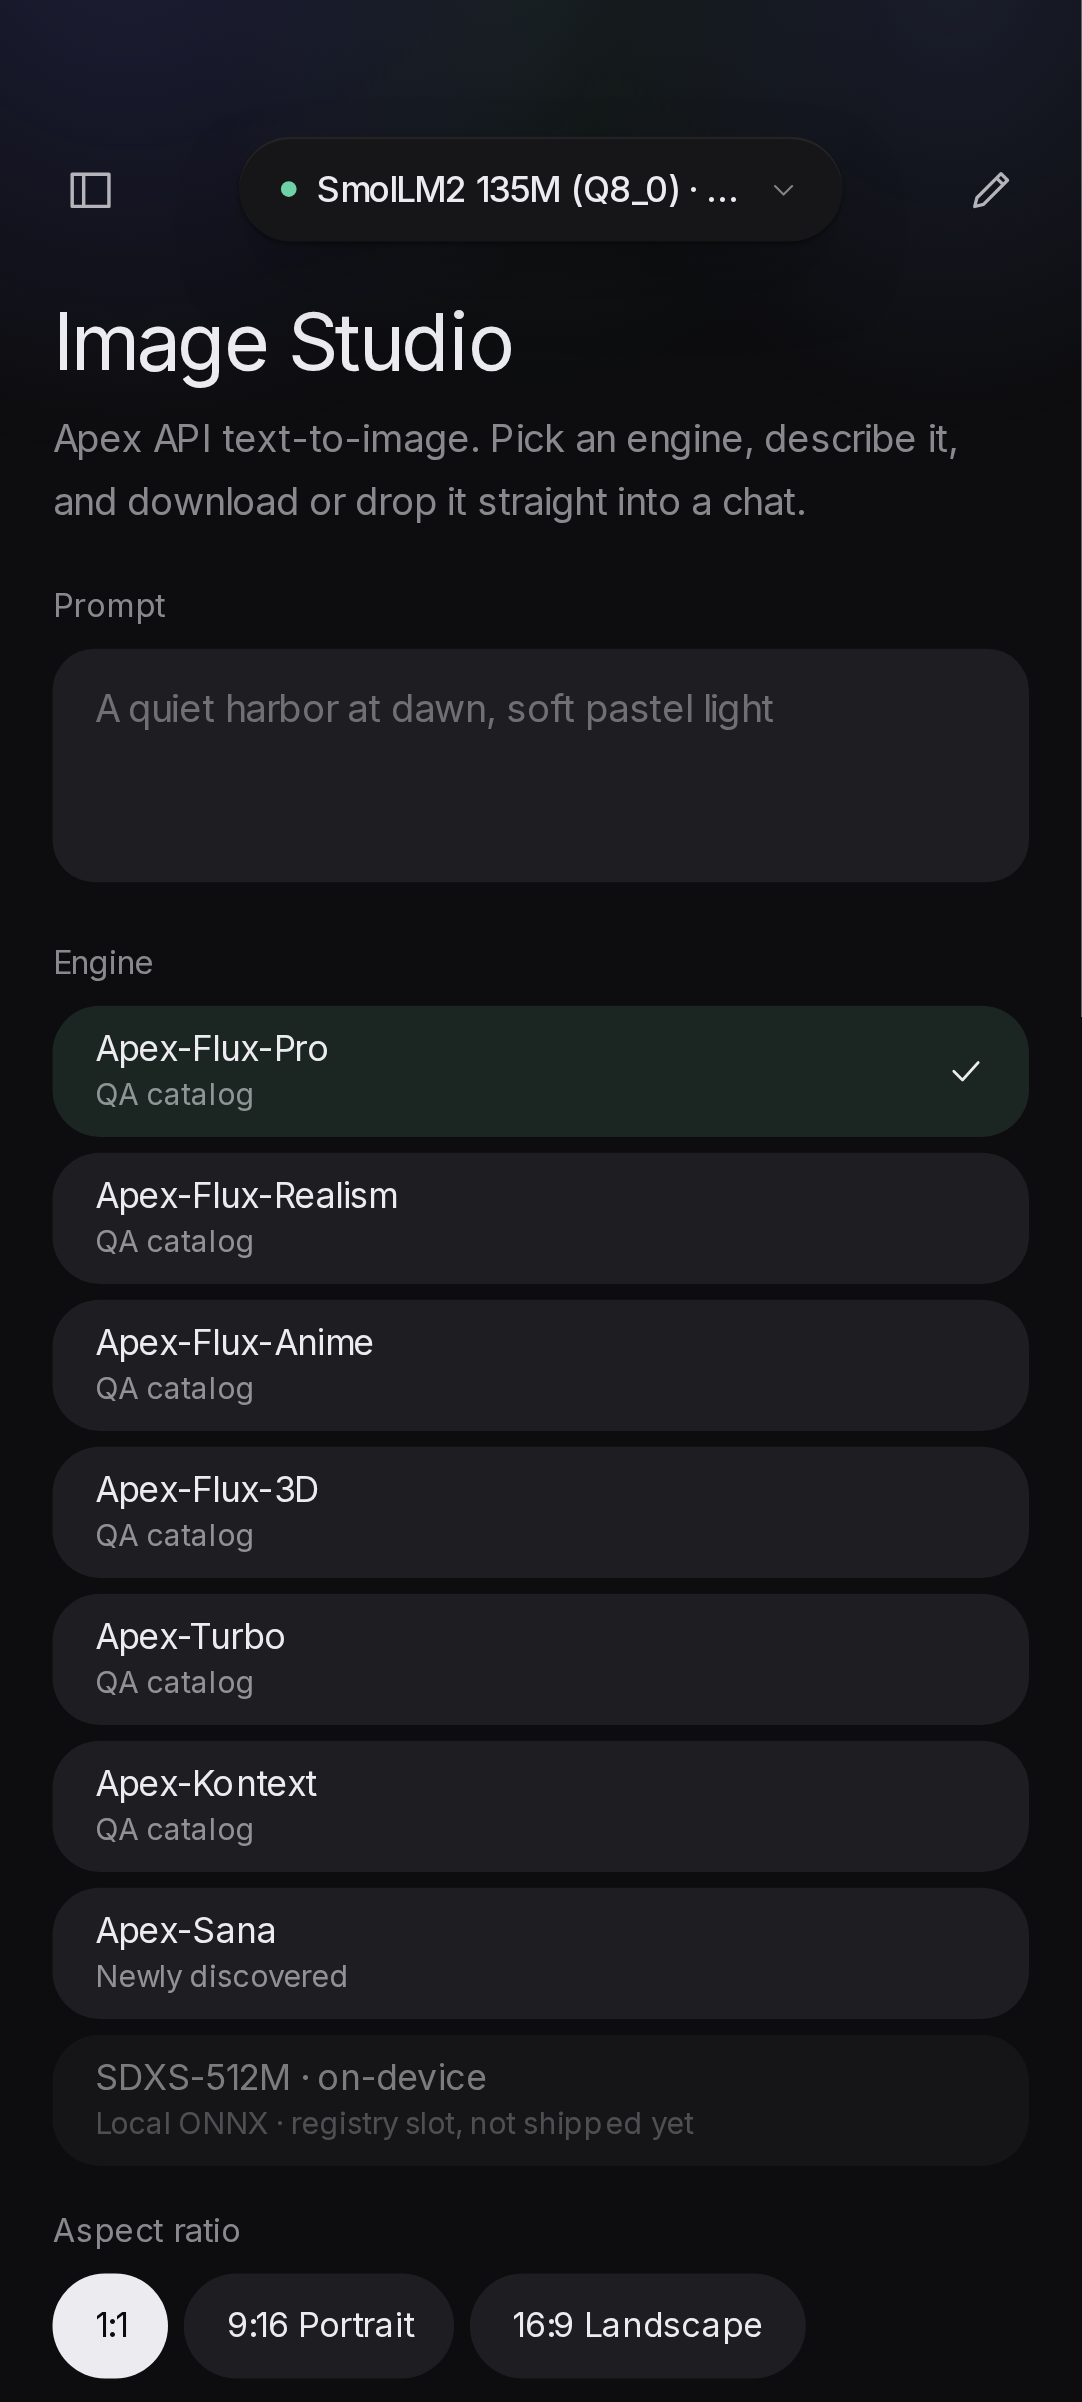 SmolLM2 135M (Q8_0) · ...
Image Studio
Apex API text-to-image. Pick an engine, describe it,
and download or drop it straight into a chat.
Prompt
A quiet harbor at dawn, soft pastel light
Engine
Apex-Flux-Pro
QA catalog
Apex-Flux-Realism
QA catalog
Apex-Flux-Anime
QA catalog
Apex-Flux-3D
QA catalog
Apex-Turbo
QA catalog
Apex-Kontext
QA catalog
Apex-Sana
Newly discovered
SDXS-512M · on-device
Local ONNX · registry slot, not shipped yet
Aspect ratio
1:1
9:16 Portrait
16:9 Landscape